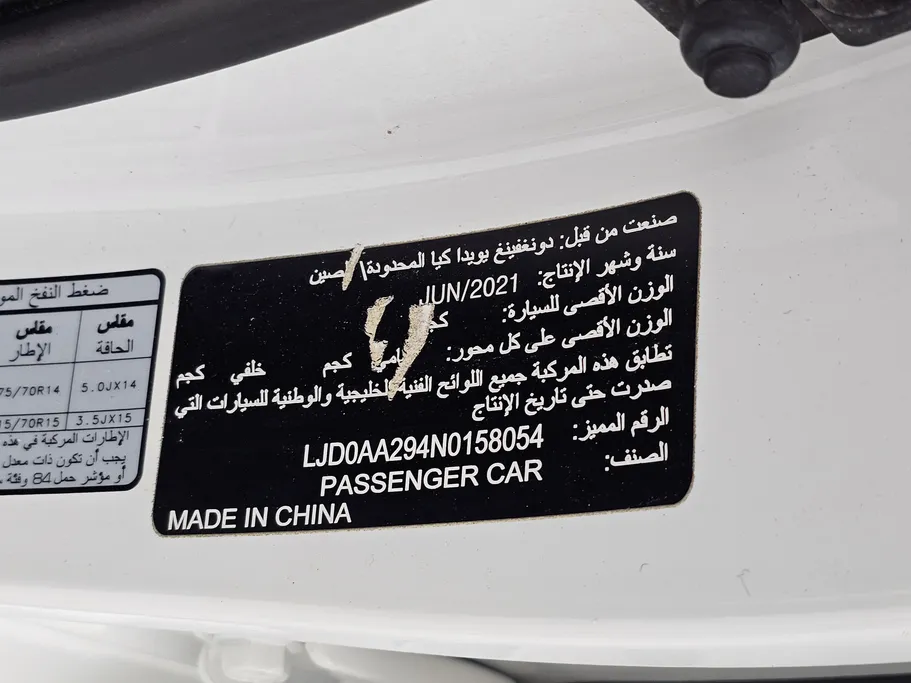 صنعت من قبل: دونغفينغ يويدا كيا المحدودة\ الصين
سنة وشهر الإنتاج: JUN/2021
الوزن الأقصى للسيارة: كجم
الوزن الأقصى على كل محور: كجم خلفي كجم
تطابق هذه المركبة جميع اللوائح الفنية الخليجية والوطنية للسيارات التي
صدرت حتى تاريخ الإنتاج
الرقم المميز: LJD0AA294N0158054
الصنف: PASSENGER CAR
MADE IN CHINA
ضغط النفخ
مقاس الحافة مقاس الإطار
5.0JX14 75/70R14
3.5JX15 15/70R15
الإطارات المركبة في هذه
يجب أن تكون ذات معدل
أو مؤشر حمل 84 وفئة